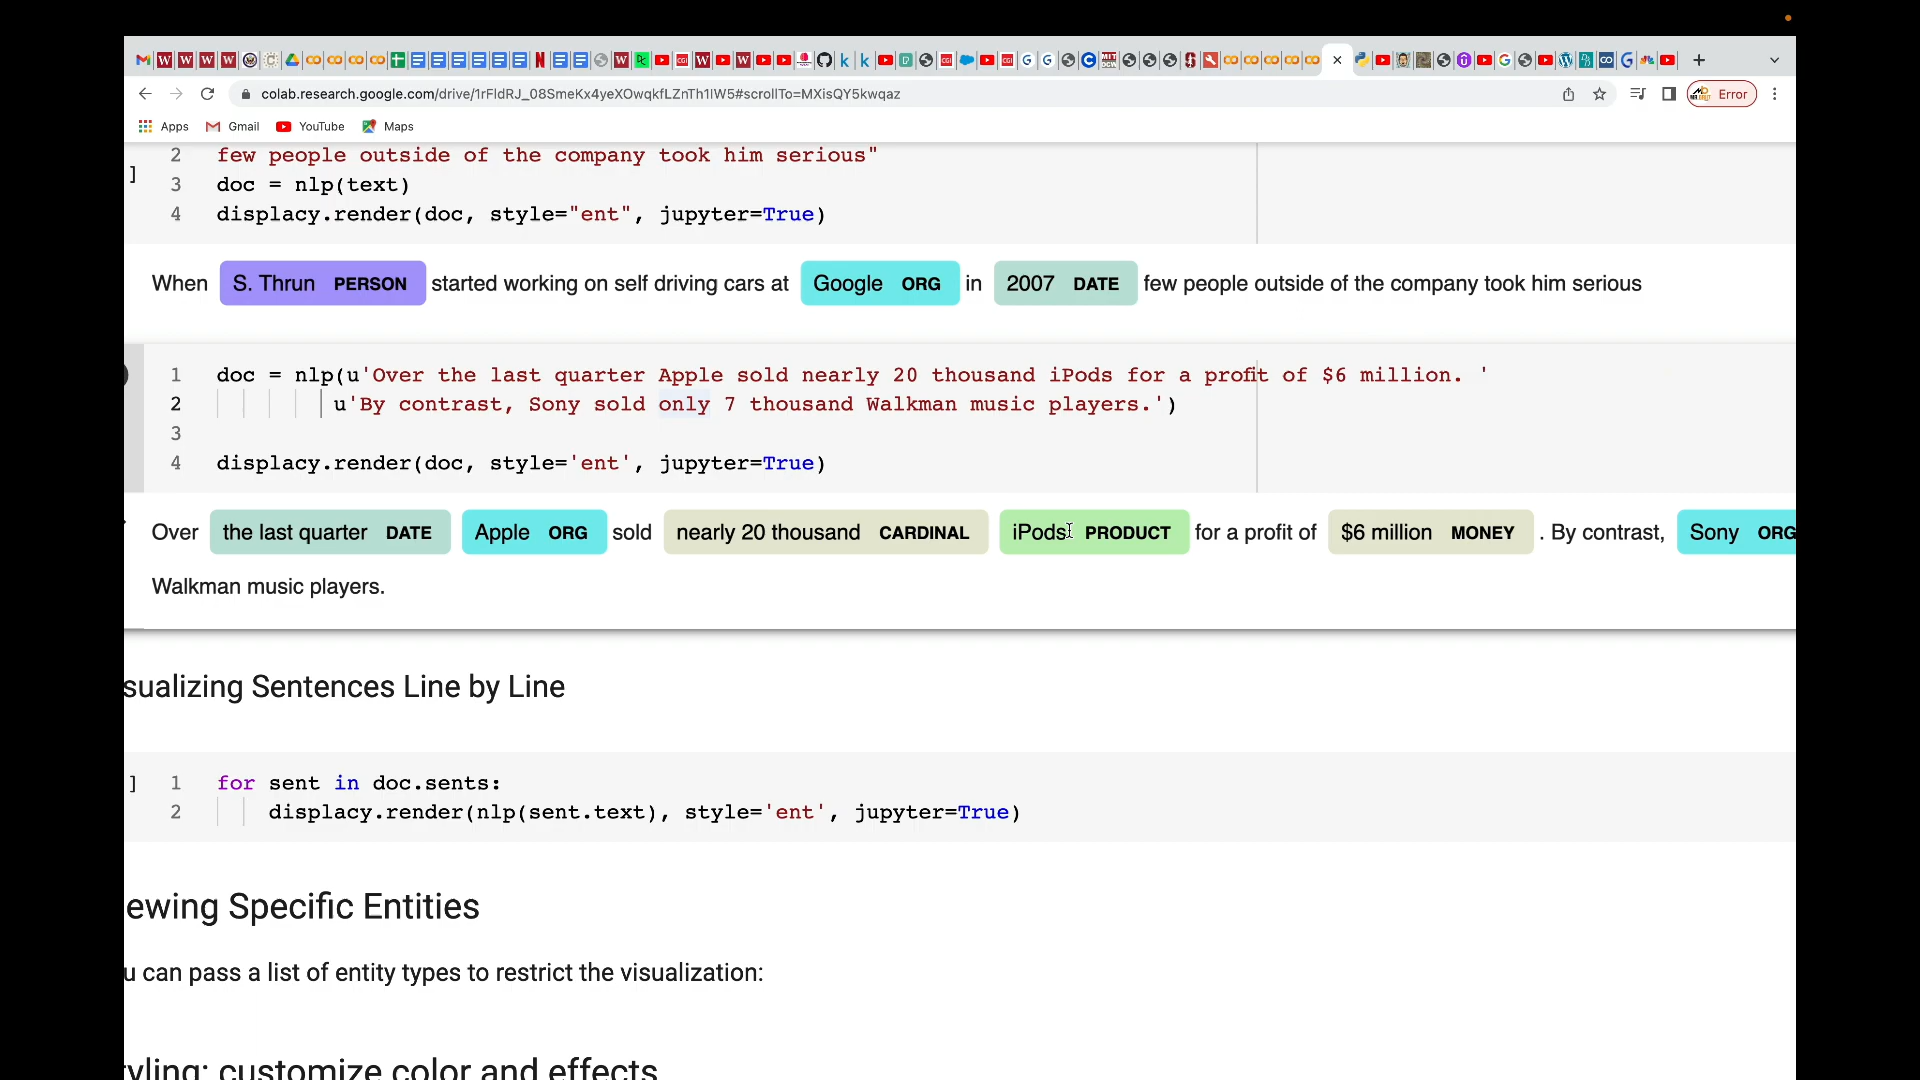 colab.research.google.com/drive/1rFldRJ_08SmeKx4yeXOwqkfLZnTh1lW5#scrollTo=MXisQY5kwqaz
Error
Apps Gmail YouTube Maps
2 few people outside of the company took him serious"
] 3 doc = nlp(text)
4 displacy.render(doc, style="ent", jupyter=True)
When S. Thrun PERSON started working on self driving cars at Google ORG in 2007 DATE few people outside of the company took him serious
1 doc = nlp(u'Over the last quarter Apple sold nearly 20 thousand iPods for a profit of $6 million. '
2 u'By contrast, Sony sold only 7 thousand Walkman music players.')
3
4 displacy.render(doc, style='ent', jupyter=True)
Over the last quarter DATE Apple ORG sold nearly 20 thousand CARDINAL iPods PRODUCT for a profit of $6 million MONEY . By contrast, Sony ORG
Walkman music players.
sualizing Sentences Line by Line
] 1 for sent in doc.sents:
2 displacy.render(nlp(sent.text), style='ent', jupyter=True)
ewing Specific Entities
u can pass a list of entity types to restrict the visualization:
yling: customize color and effects